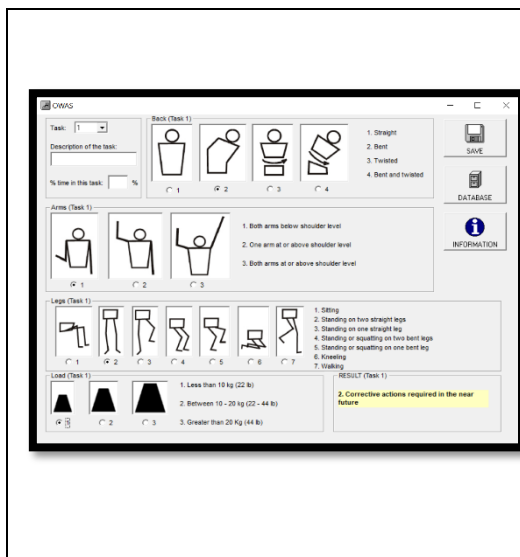 OWAS
Task: 1
Description of the task:
% time in this task: %
Back (Task 1)
1 2 3 4
1. Straight
2. Bent
3. Twisted
4. Bent and twisted
SAVE
DATABASE
INFORMATION
Arms (Task 1)
1 2 3
1. Both arms below shoulder level
2. One arm at or above shoulder level
3. Both arms at or above shoulder level
Legs (Task 1)
1 2 3 4 5 6 7
1. Sitting
2. Standing on two straight legs
3. Standing on one straight leg
4. Standing or squatting on two bent legs
5. Standing or squatting on one bent leg
6. Kneeling
7. Walking
Load (Task 1)
2 3
1. Less than 10 kg (22 lb)
2. Between 10 - 20 kg (22 - 44 lb)
3. Greater than 20 Kg (44 lb)
RESULT (Task 1)
2. Corrective actions required in the near
future